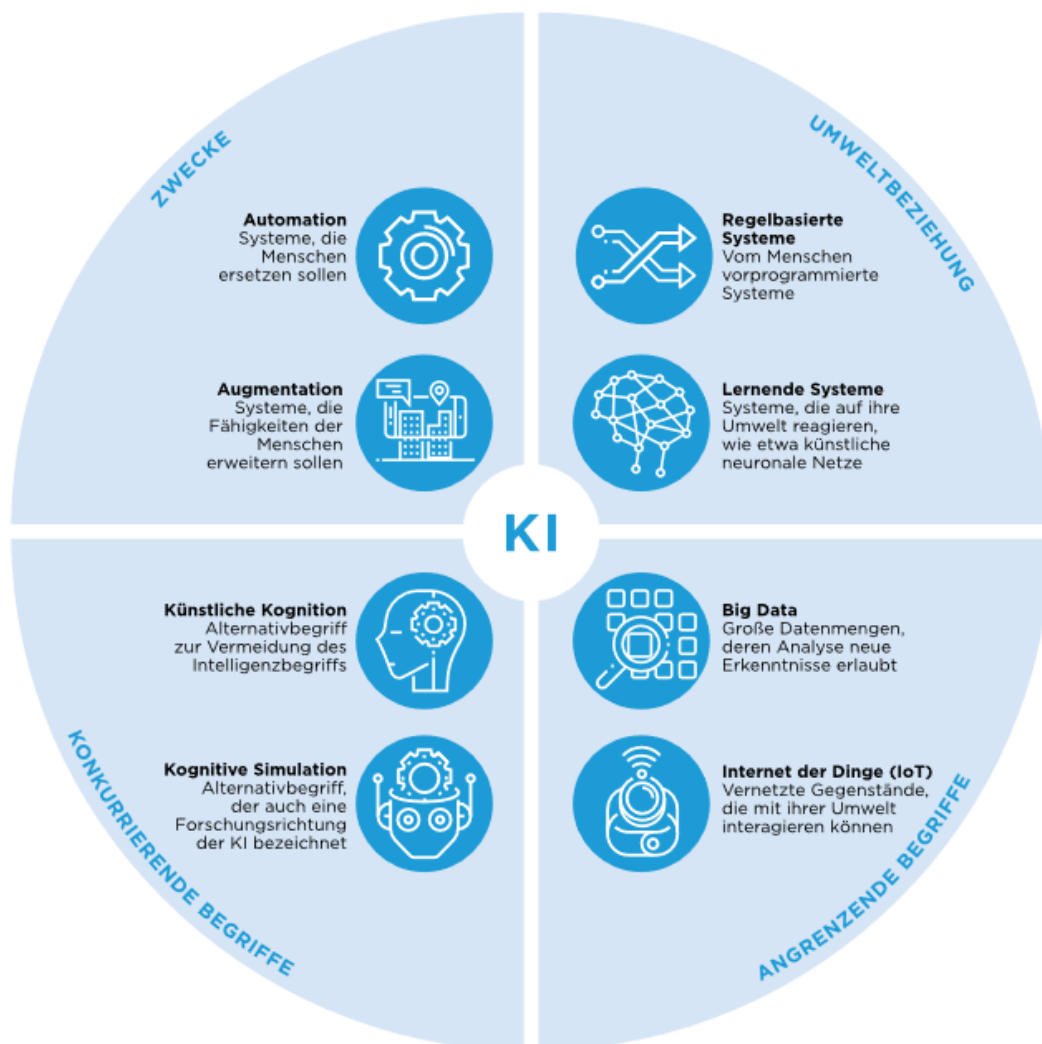 ZWECKE
Automation
Systeme, die
Menschen
ersetzen sollen
Augmentation
Systeme, die
Fähigkeiten der
Menschen
erweitern sollen
UMWELTBEZIEHUNG
Regelbasierte
Systeme
Vom Menschen
vorprogrammierte
Systeme
Lernende Systeme
Systeme, die auf ihre
Umwelt reagieren,
wie etwa künstliche
neuronale Netze
KI
Künstliche Kognition
Alternativbegriff
zur Vermeidung des
Intelligenzbegriffs
Kognitive Simulation
Alternativbegriff,
der auch eine
Forschungsrichtung
der KI bezeichnet
KONKURRIERENDE BEGRIFFE
Big Data
Große Datenmengen,
deren Analyse neue
Erkenntnisse erlaubt
Internet der Dinge (IoT)
Vernetzte Gegenstände,
die mit ihrer Umwelt
interagieren können
ANGRENZENDE BEGRIFFE